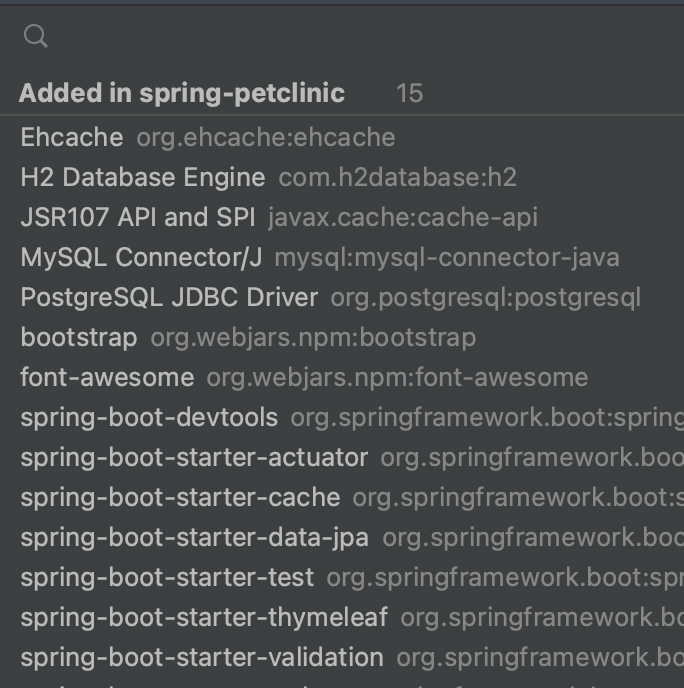 Added in spring-petclinic 15
Ehcache org.ehcache:ehcache
H2 Database Engine com.h2database:h2
JSR107 API and SPI javax.cache:cache-api
MySQL Connector/J mysql:mysql-connector-java
PostgreSQL JDBC Driver org.postgresql:postgresql
bootstrap org.webjars.npm:bootstrap
font-awesome org.webjars.npm:font-awesome
spring-boot-devtools org.springframework.boot:spring
spring-boot-starter-actuator org.springframework.boo
spring-boot-starter-cache org.springframework.boot:s
spring-boot-starter-data-jpa org.springframework.boo
spring-boot-starter-test org.springframework.boot:spr
spring-boot-starter-thymeleaf org.springframework.bo
spring-boot-starter-validation org.springframework.bo